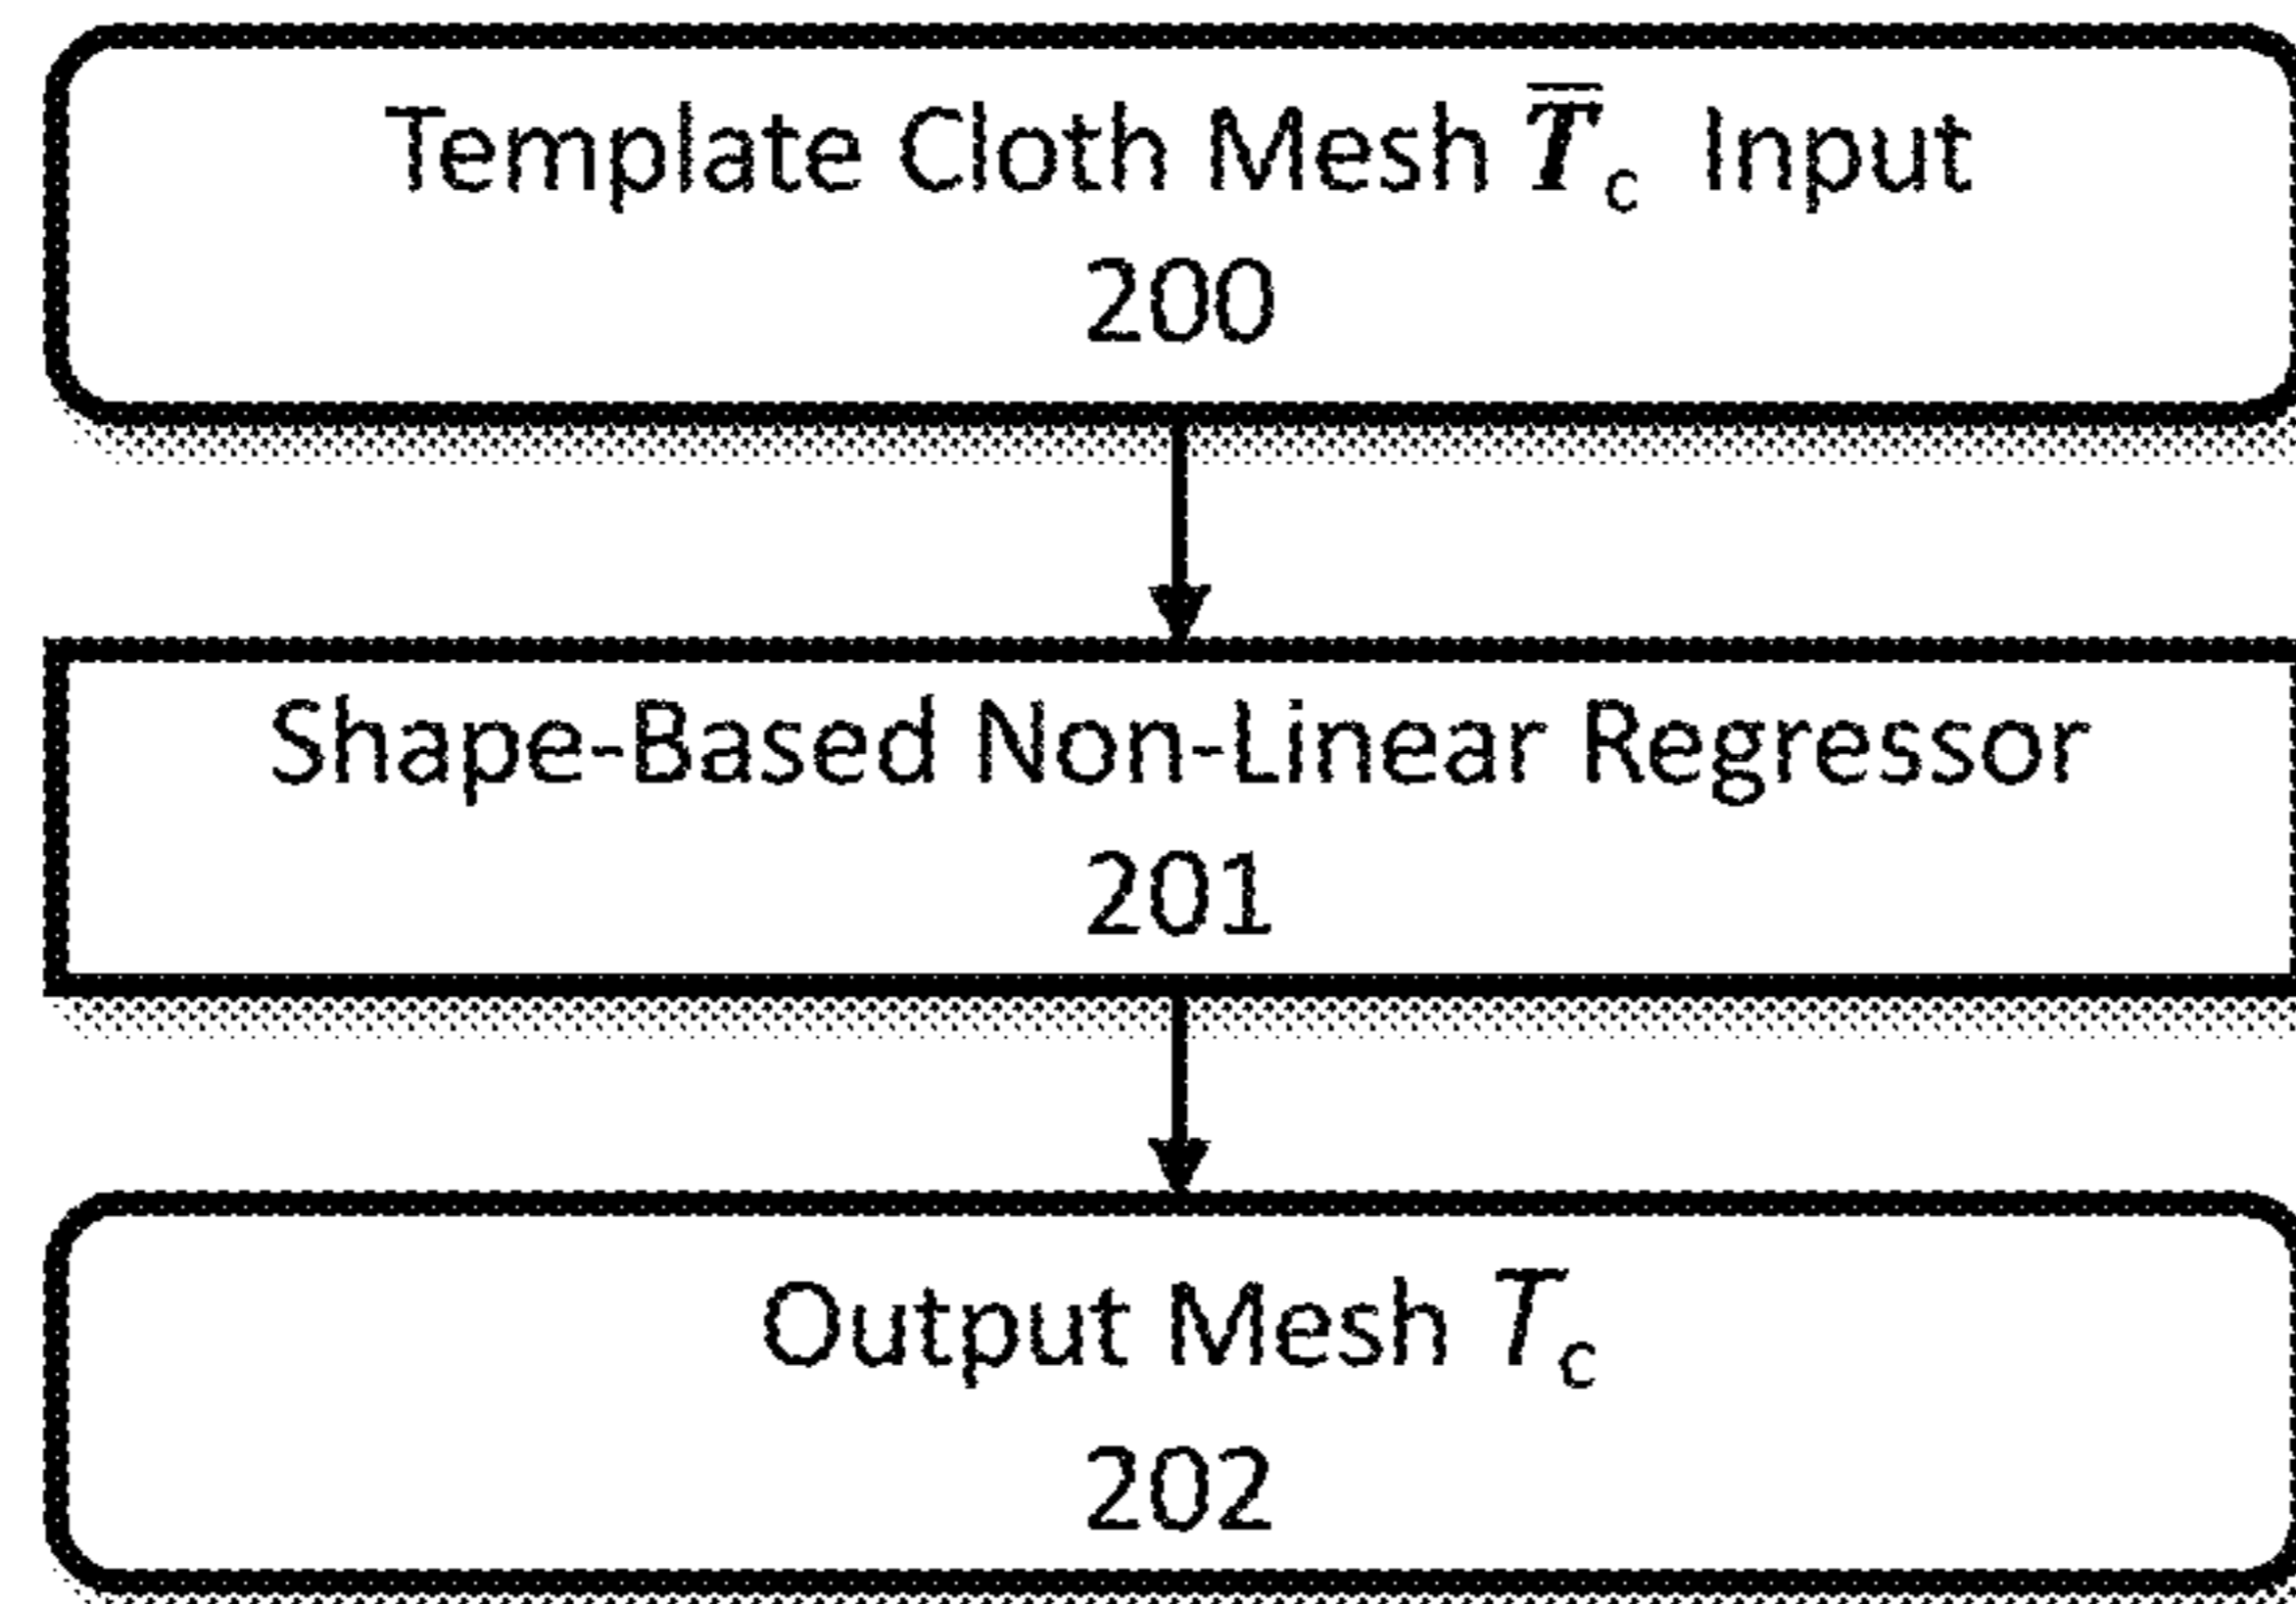 Template Cloth Mesh T̅c Input
200
Shape-Based Non-Linear Regressor
201
Output Mesh Tc
202